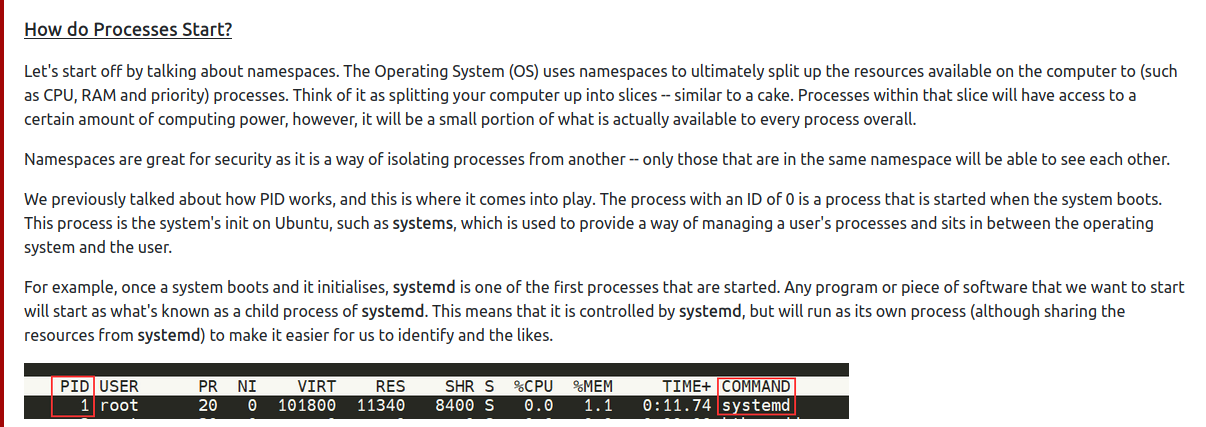 How do Processes Start?
Let's start off by talking about namespaces. The Operating System (OS) uses namespaces to ultimately split up the resources available on the computer to (such
as CPU, RAM and priority) processes. Think of it as splitting your computer up into slices -- similar to a cake. Processes within that slice will have access to a
certain amount of computing power, however, it will be a small portion of what is actually available to every process overall.
Namespaces are great for security as it is a way of isolating processes from another -- only those that are in the same namespace will be able to see each other.
We previously talked about how PID works, and this is where it comes into play. The process with an ID of 0 is a process that is started when the system boots.
This process is the system's init on Ubuntu, such as systems, which is used to provide a way of managing a user's processes and sits in between the operating
system and the user.
For example, once a system boots and it initialises, systemd is one of the first processes that are started. Any program or piece of software that we want to start
will start as what's known as a child process of systemd. This means that it is controlled by systemd, but will run as its own process (although sharing the
resources from systemd) to make it easier for us to identify and the likes.
PID USER PR NI VIRT RES SHR S %CPU %MEM TIME+ COMMAND
1 root 20 0 101800 11340 8400 S 0.0 1.1 0:11.74 systemd